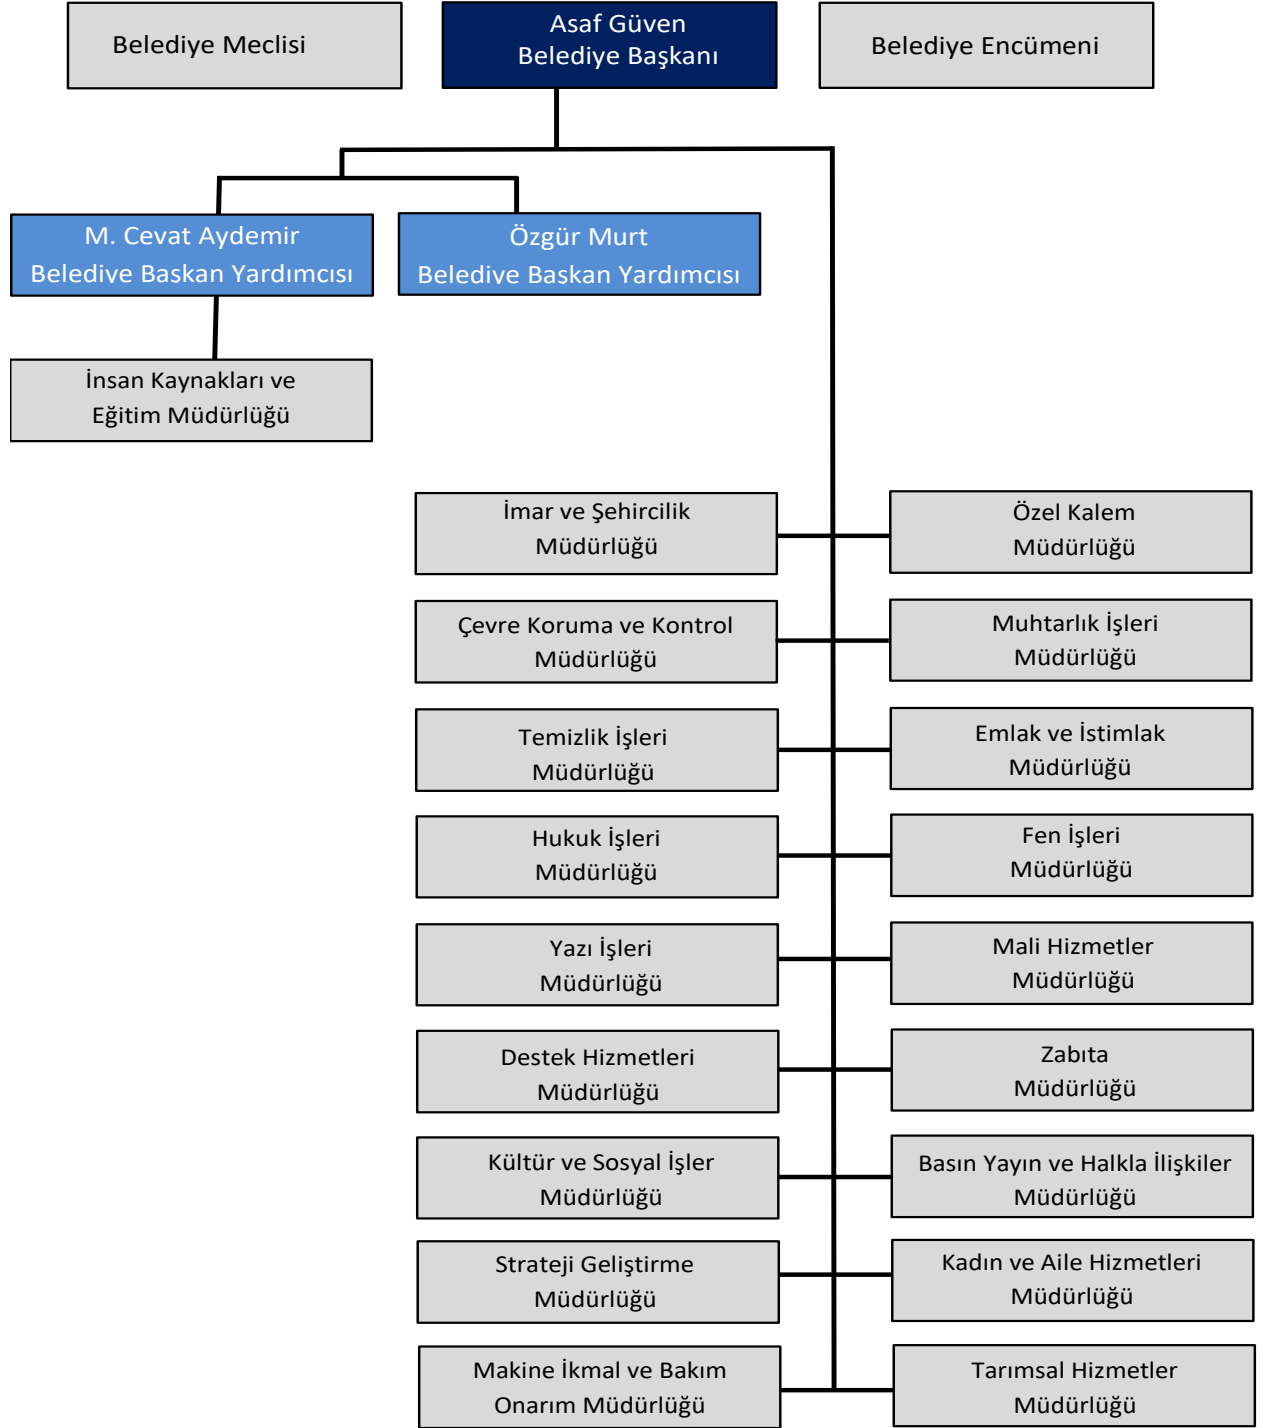 Belediye Meclisi
Asaf Güven
Belediye Başkanı
Belediye Encümeni
M. Cevat Aydemir
Beledive Baskan Yardımcısı
Özgür Murt
Beledive Baskan Yardımcısı
İnsan Kaynakları ve
Eğitim Müdürlüğü
İmar ve Şehircilik
Müdürlüğü
Özel Kalem
Müdürlüğü
Çevre Koruma ve Kontrol
Müdürlüğü
Muhtarlık İşleri
Müdürlüğü
Temizlik İşleri
Müdürlüğü
Emlak ve İstimlak
Müdürlüğü
Hukuk İşleri
Müdürlüğü
Fen İşleri
Müdürlüğü
Yazı İşleri
Müdürlüğü
Mali Hizmetler
Müdürlüğü
Destek Hizmetleri
Müdürlüğü
Zabıta
Müdürlüğü
Kültür ve Sosyal İşler
Müdürlüğü
Basın Yayın ve Halkla İlişkiler
Müdürlüğü
Strateji Geliştirme
Müdürlüğü
Kadın ve Aile Hizmetleri
Müdürlüğü
Makine İkmal ve Bakım
Onarım Müdürlüğü
Tarımsal Hizmetler
Müdürlüğü